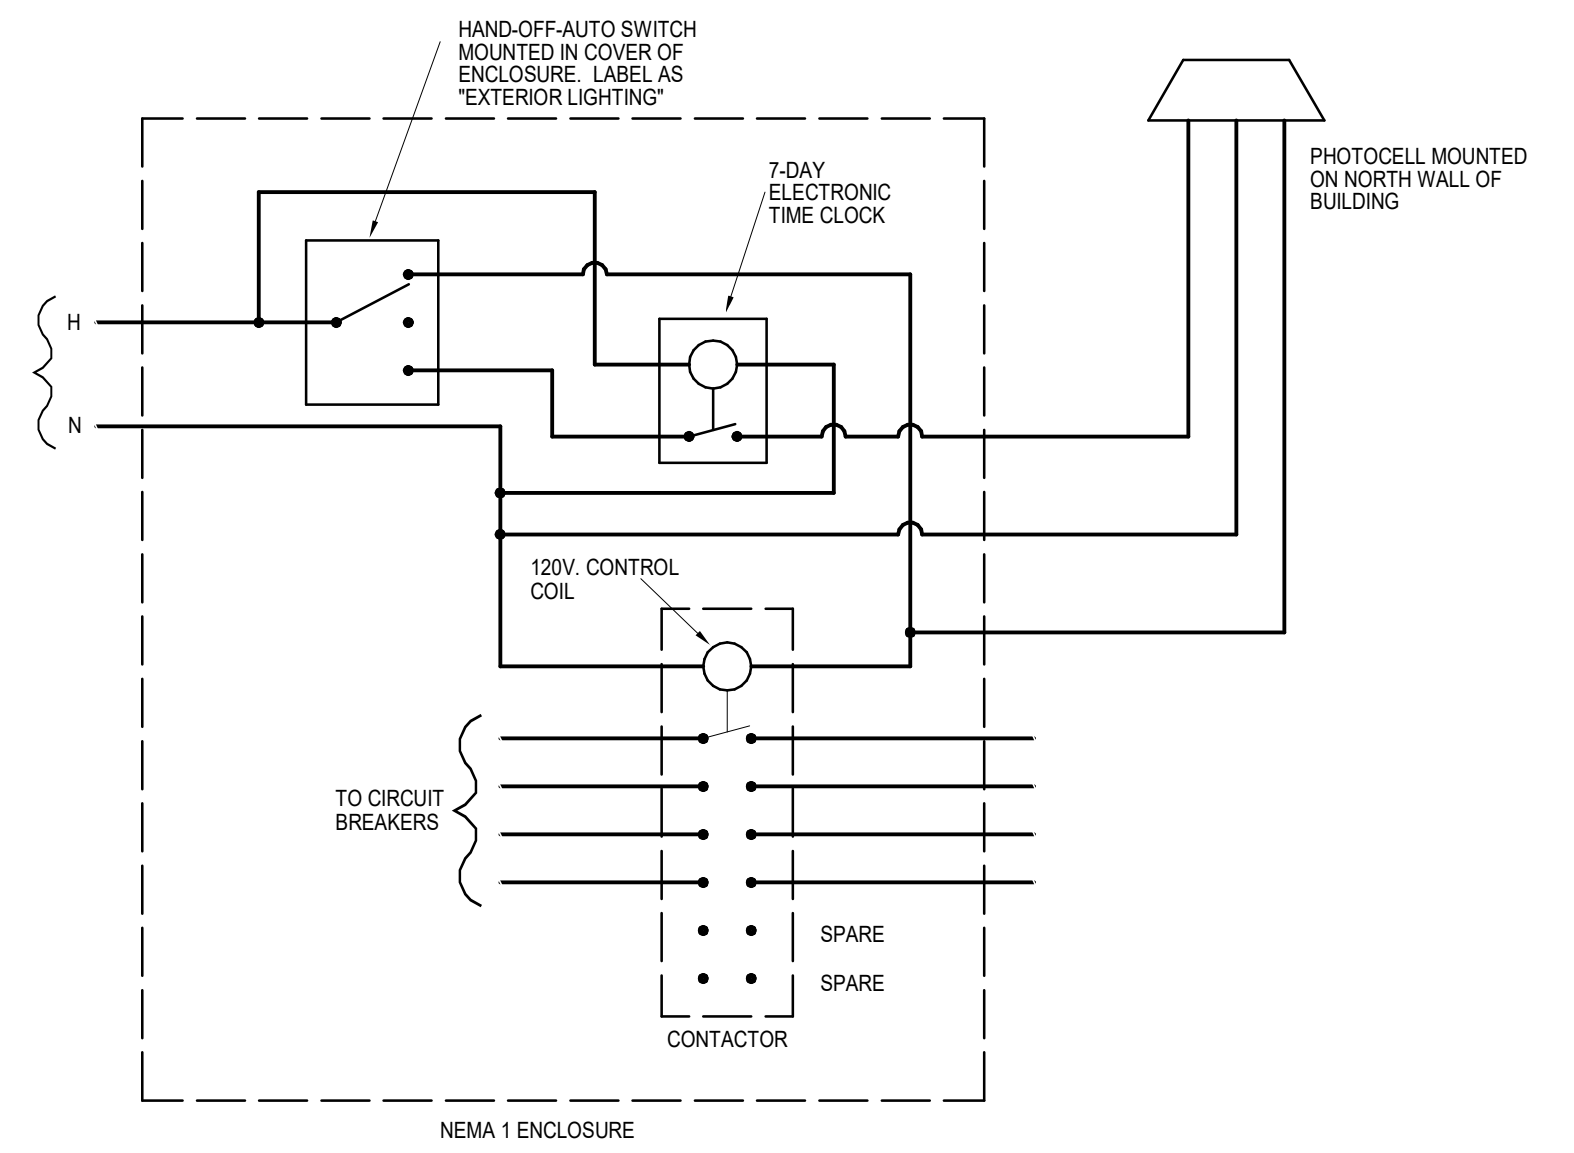 HAND-OFF-AUTO SWITCH
MOUNTED IN COVER OF
ENCLOSURE.  LABEL AS
"EXTERIOR LIGHTING"
7-DAY
ELECTRONIC
TIME CLOCK
PHOTOCELL MOUNTED
ON NORTH WALL OF
BUILDING
H
N
120V. CONTROL
COIL
TO CIRCUIT
BREAKERS
SPARE
SPARE
CONTACTOR
NEMA 1 ENCLOSURE